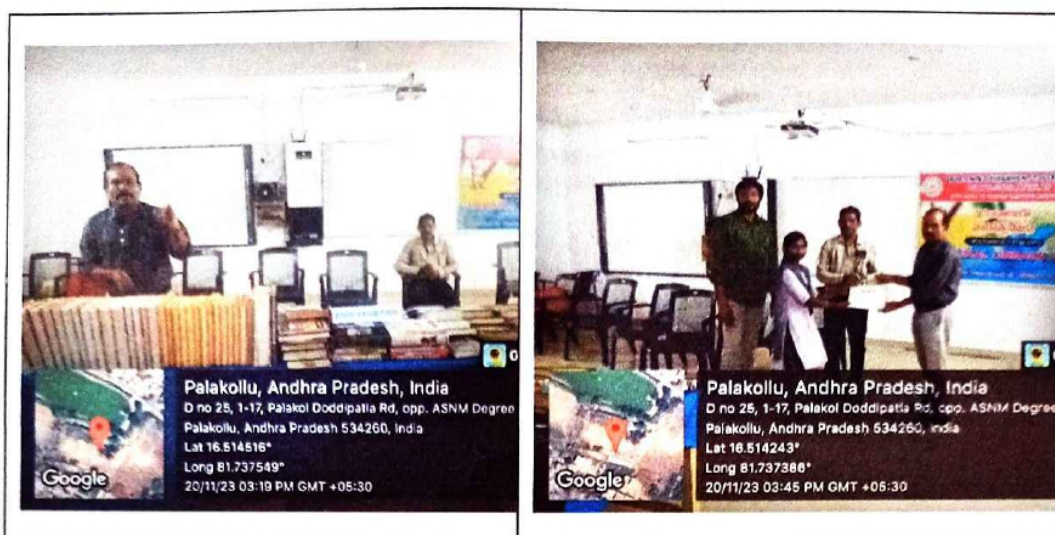 Palakollu, Andhra Pradesh, India
D no 25, 1-17, Palakol Doddipatla Rd, opp. ASNM Degree
Palakollu, Andhra Pradesh 534260, India
Lat 16.514516°
Long 81.737549°
20/11/23 03:19 PM GMT +05:30
Google
Palakollu, Andhra Pradesh, India
D no 25, 1-17, Palakol Doddipatla Rd, opp. ASNM Degree
Palakollu, Andhra Pradesh 534260, India
Lat 16.514243°
Long 81.737386°
20/11/23 03:45 PM GMT +05:30
Google